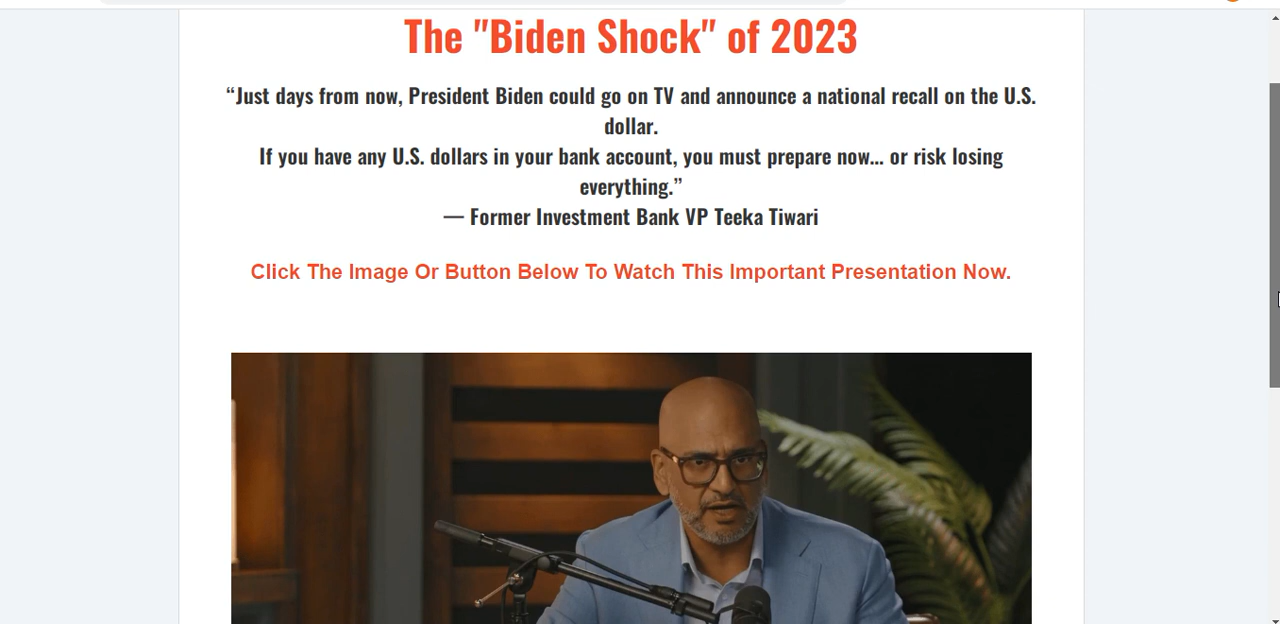 The "Biden Shock" of 2023
“Just days from now, President Biden could go on TV and announce a national recall on the U.S.
dollar.
If you have any U.S. dollars in your bank account, you must prepare now... or risk losing
everything.”
— Former Investment Bank VP Teeka Tiwari
Click The Image Or Button Below To Watch This Important Presentation Now.